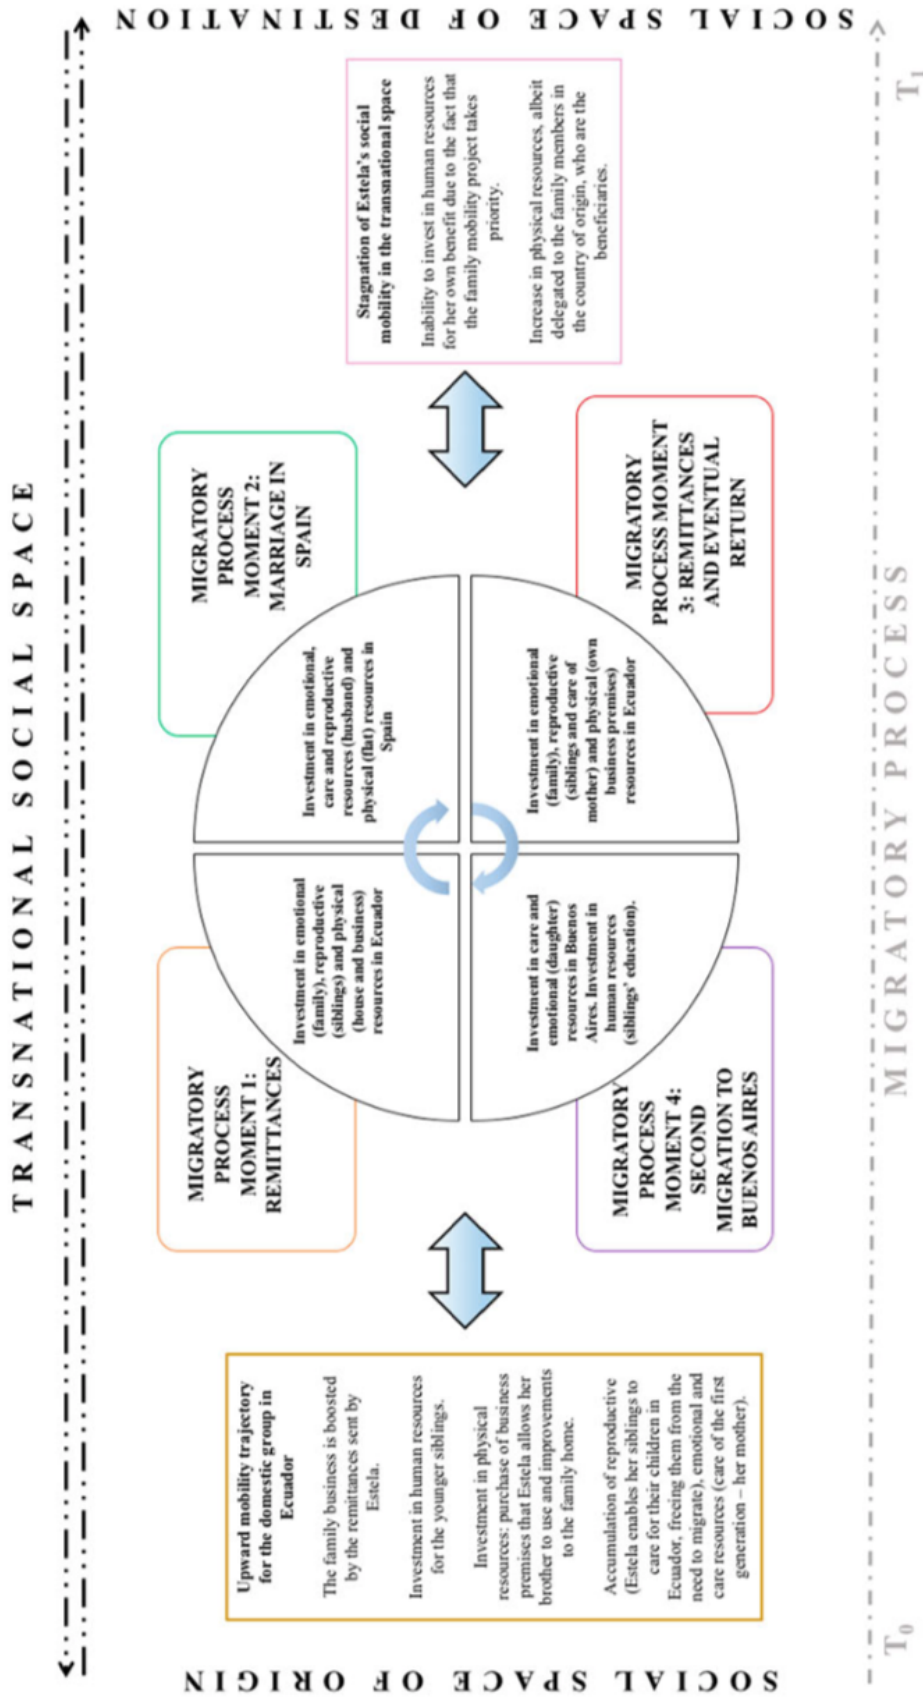 TRANSNATIONAL SOCIAL SPACE
SOCIAL SPACE OF ORIGIN
Upward mobility trajectory
for the domestic group in
Ecuador
The family business is boosted
by the remittances sent by
Estela.
Investment in human resources
for the younger siblings.
Investment in physical
resources: purchase of business
premises that Estela allows her
brother to use and improvements
to the family home.
Accumulation of reproductive
(Estela enables her siblings to
care for their children in
Ecuador, freeing them from the
need to migrate), emotional and
care resources (care of the first
generation – her mother).
MIGRATORY
PROCESS
MOMENT 1:
REMITTANCES
Investment in emotional
(family), reproductive
(siblings) and physical
(house and business)
resources in Ecuador
MIGRATORY
PROCESS
MOMENT 2:
MARRIAGE IN
SPAIN
Investment in emotional,
care and reproductive
resources (husband) and
physical (flat) resources in
Spain
MIGRATORY
PROCESS
MOMENT 4:
SECOND
MIGRATION TO
BUENOS AIRES
Investment in care and
emotional (daughter)
resources in Buenos
Aires. Investment in
human resources
(siblings' education).
MIGRATORY
PROCESS MOMENT
3: REMITTANCES
AND EVENTUAL
RETURN
Investment in emotional
(family), reproductive
(siblings and care of
mother) and physical (own
business premises)
resources in Ecuador
Stagnation of Estela's social
mobility in the transnational space
Inability to invest in human resources
for her own benefit due to the fact that
the family mobility project takes
priority.
Increase in physical resources, albeit
delegated to the family members in
the country of origin, who are the
beneficiaries.
SOCIAL SPACE OF DESTINATION
T0
MIGRATORY PROCESS
T1